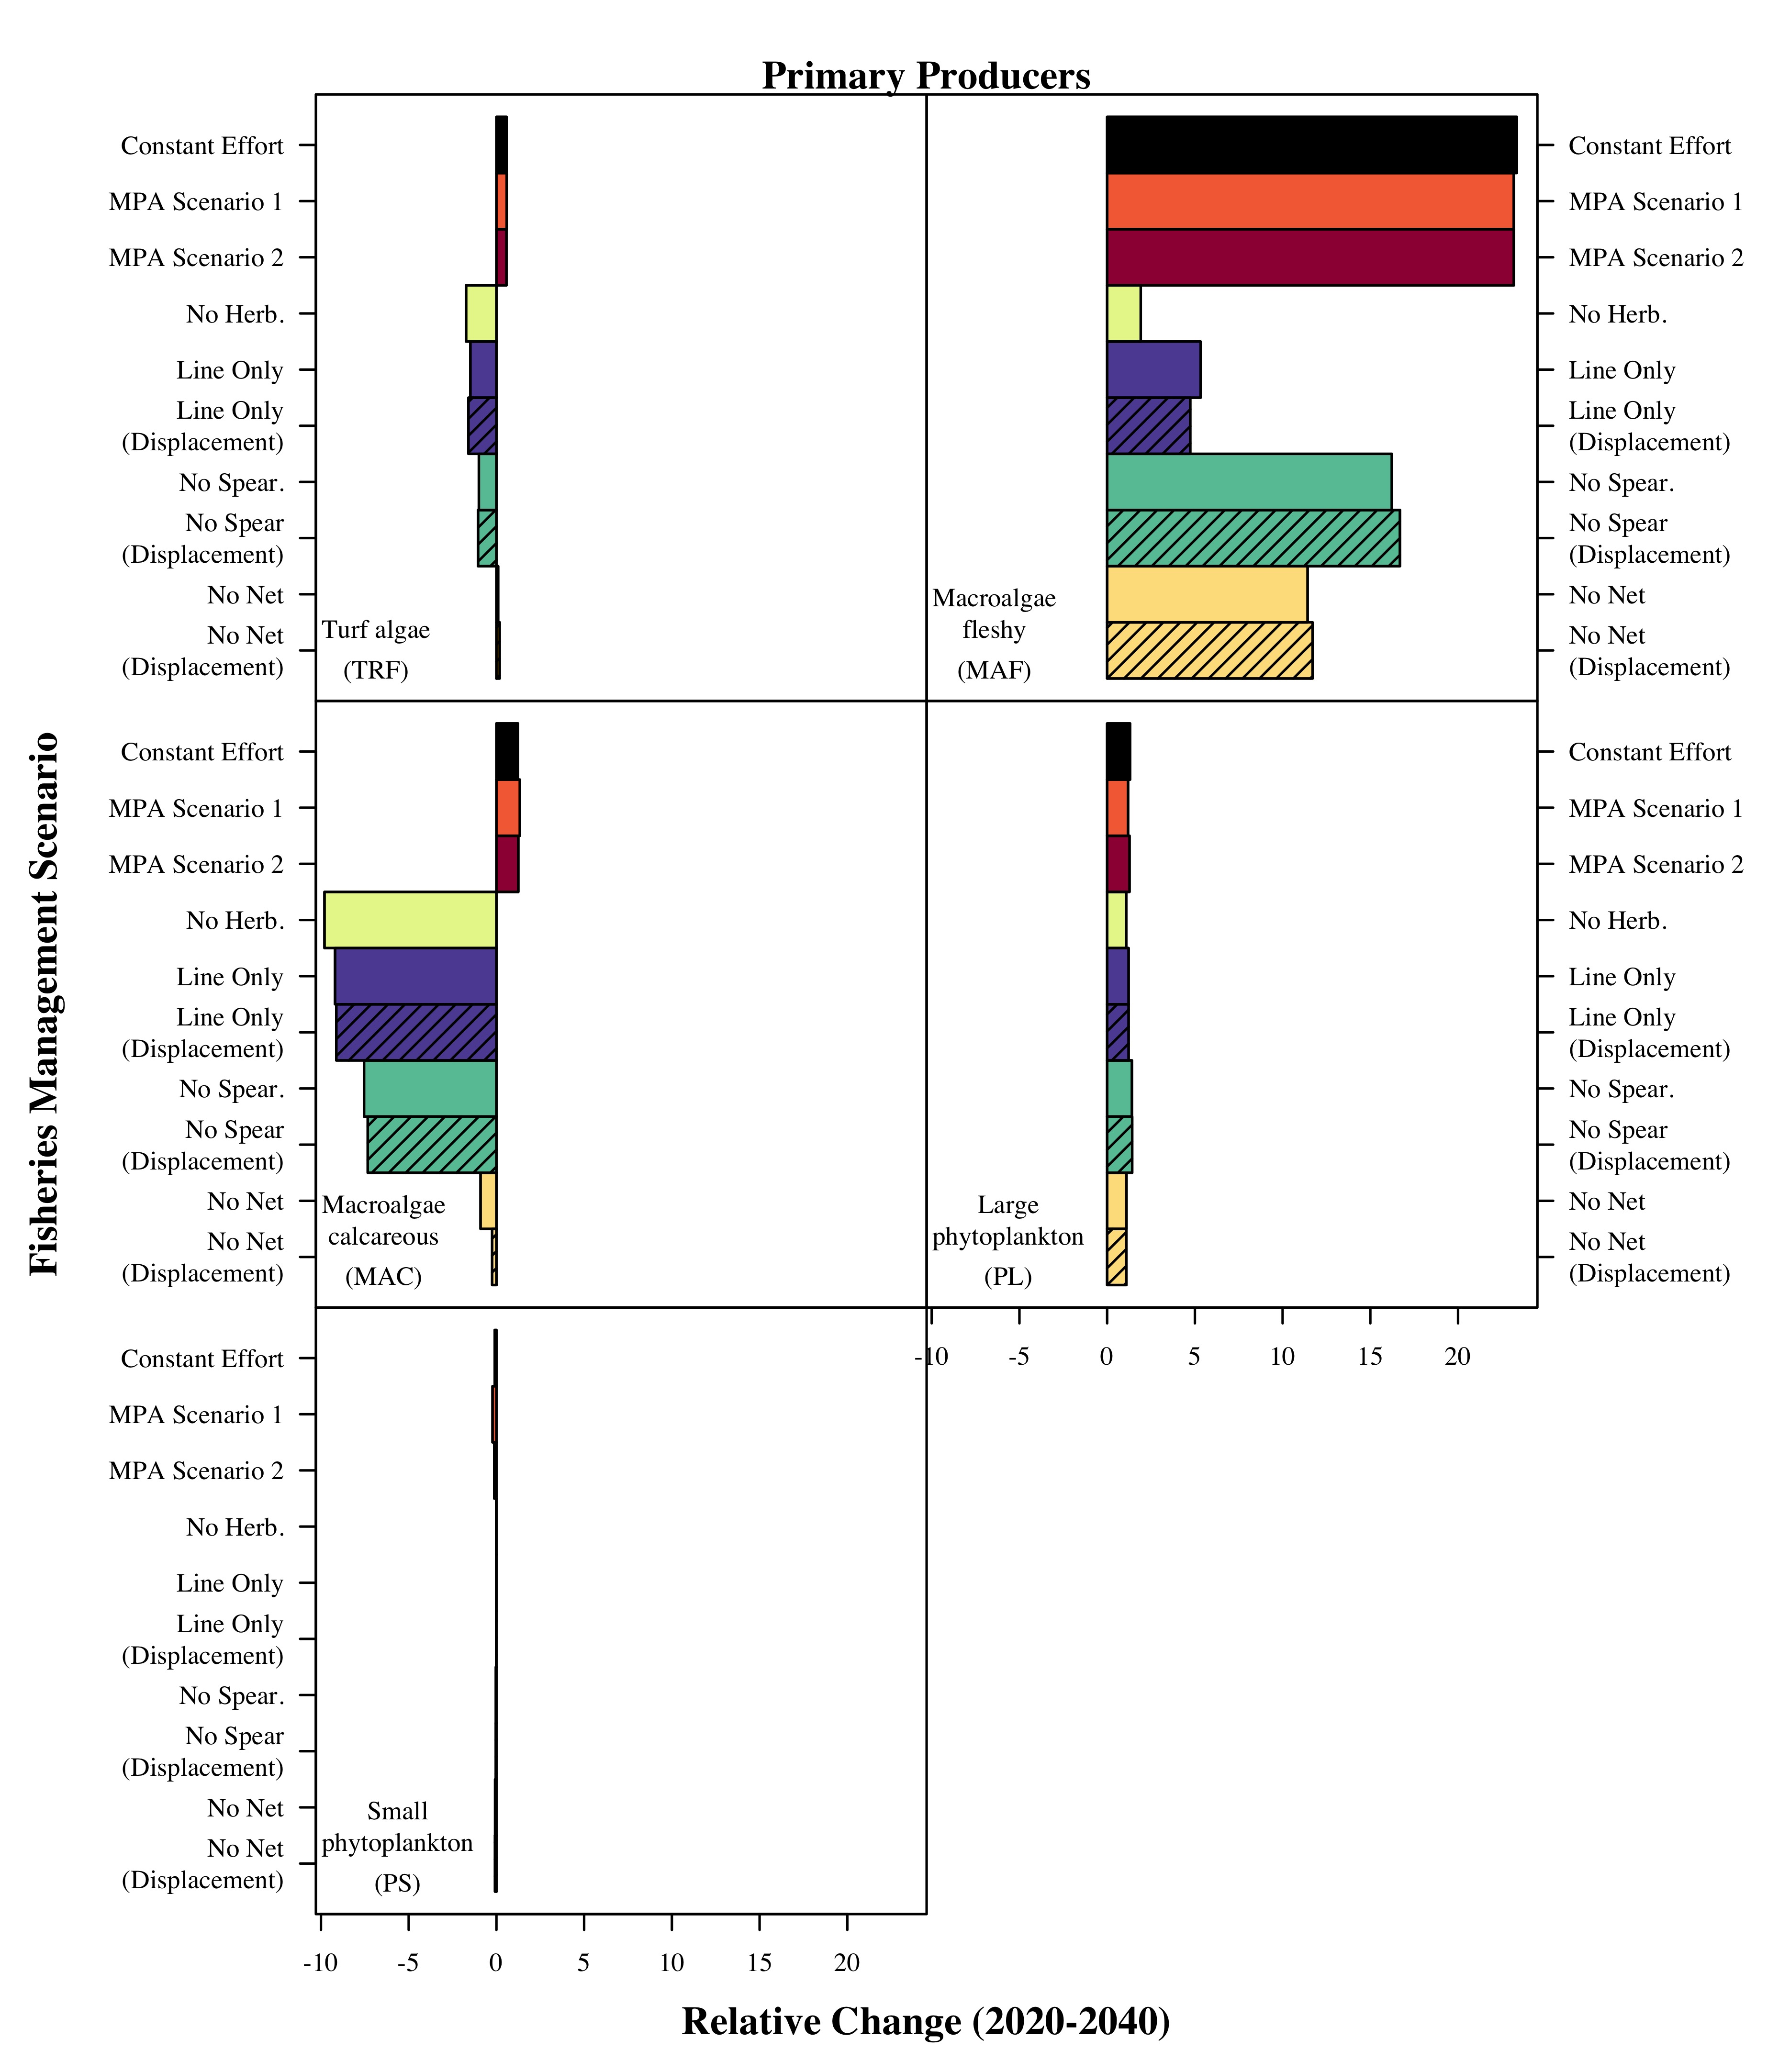 Primary Producers
Constant Effort
MPA Scenario 1
MPA Scenario 2
No Herb.
Line Only
Line Only
(Displacement)
No Spear.
No Spear
(Displacement)
No Net
No Net
(Displacement)
Turf algae
(TRF)
Macroalgae
fleshy
(MAF)
Constant Effort
MPA Scenario 1
MPA Scenario 2
No Herb.
Line Only
Line Only
(Displacement)
No Spear.
No Spear
(Displacement)
No Net
No Net
(Displacement)
Fisheries Management Scenario
Constant Effort
MPA Scenario 1
MPA Scenario 2
No Herb.
Line Only
Line Only
(Displacement)
No Spear.
No Spear
(Displacement)
No Net
No Net
(Displacement)
Macroalgae
calcareous
(MAC)
Large
phytoplankton
(PL)
Constant Effort
MPA Scenario 1
MPA Scenario 2
No Herb.
Line Only
Line Only
(Displacement)
No Spear.
No Spear
(Displacement)
No Net
No Net
(Displacement)
-10 -5 0 5 10 15 20
Constant Effort
MPA Scenario 1
MPA Scenario 2
No Herb.
Line Only
Line Only
(Displacement)
No Spear.
No Spear
(Displacement)
No Net
No Net
(Displacement)
Small
phytoplankton
(PS)
-10 -5 0 5 10 15 20
Relative Change (2020-2040)